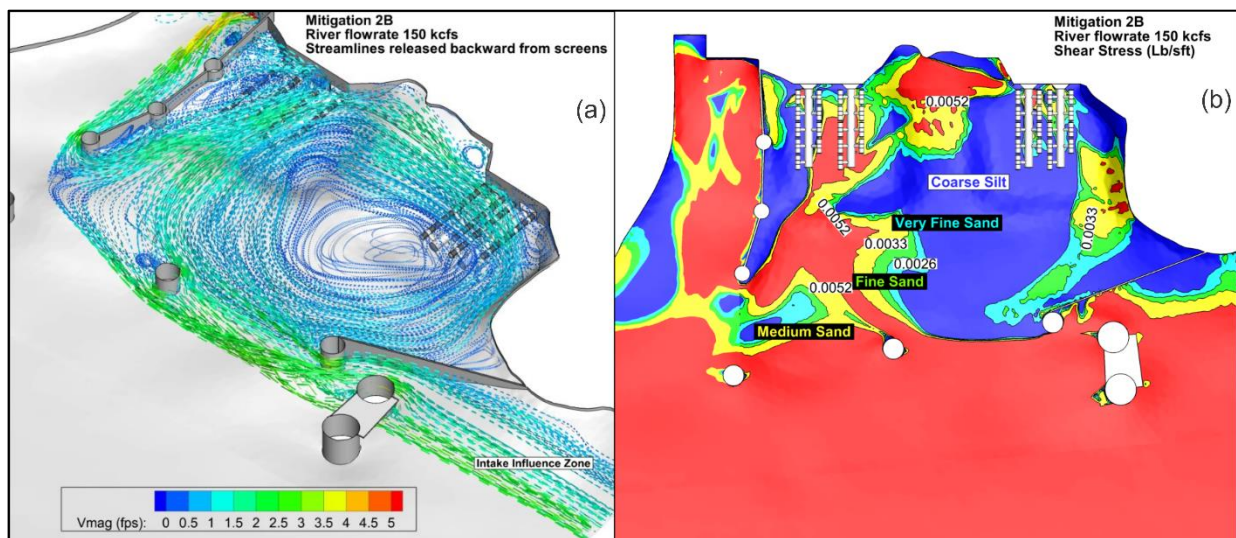 Mitigation 2B
River flowrate 150 kcfs
Streamlines released backward from screens
(a)
Intake Influence Zone
Vmag (fps): 0 0.5 1 1.5 2 2.5 3 3.5 4 4.5 5
Mitigation 2B
River flowrate 150 kcfs
Shear Stress (Lb/sft)
(b)
0.0052
Coarse Silt
0.0052
Very Fine Sand
0.0033
0.0033
0.0026
Fine Sand
0.0052
Medium Sand